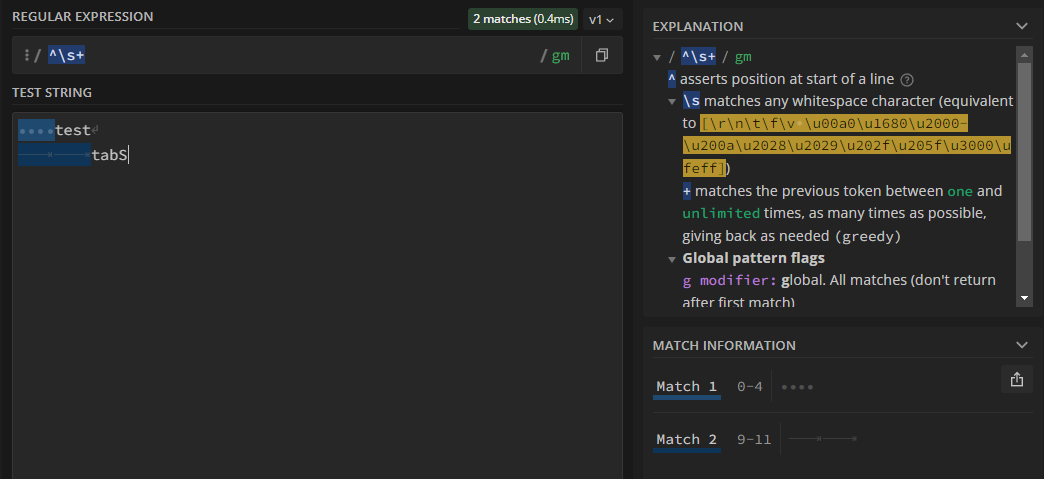 REGULAR EXPRESSION
2 matches (0.4ms)
v1
/ ^\s+ / gm
TEST STRING
••••test↵
tabS
EXPLANATION
/ ^\s+ / gm
^ asserts position at start of a line
\s matches any whitespace character (equivalent
to [\r\n\t\f\v \u00a0\u1680\u2000-
\u200a\u2028\u2029\u202f\u205f\u3000\u
feff])
+ matches the previous token between one and
unlimited times, as many times as possible,
giving back as needed (greedy)
Global pattern flags
g modifier: global. All matches (don't return
after first match)
MATCH INFORMATION
Match 1 0-4 ••••
Match 2 9-11